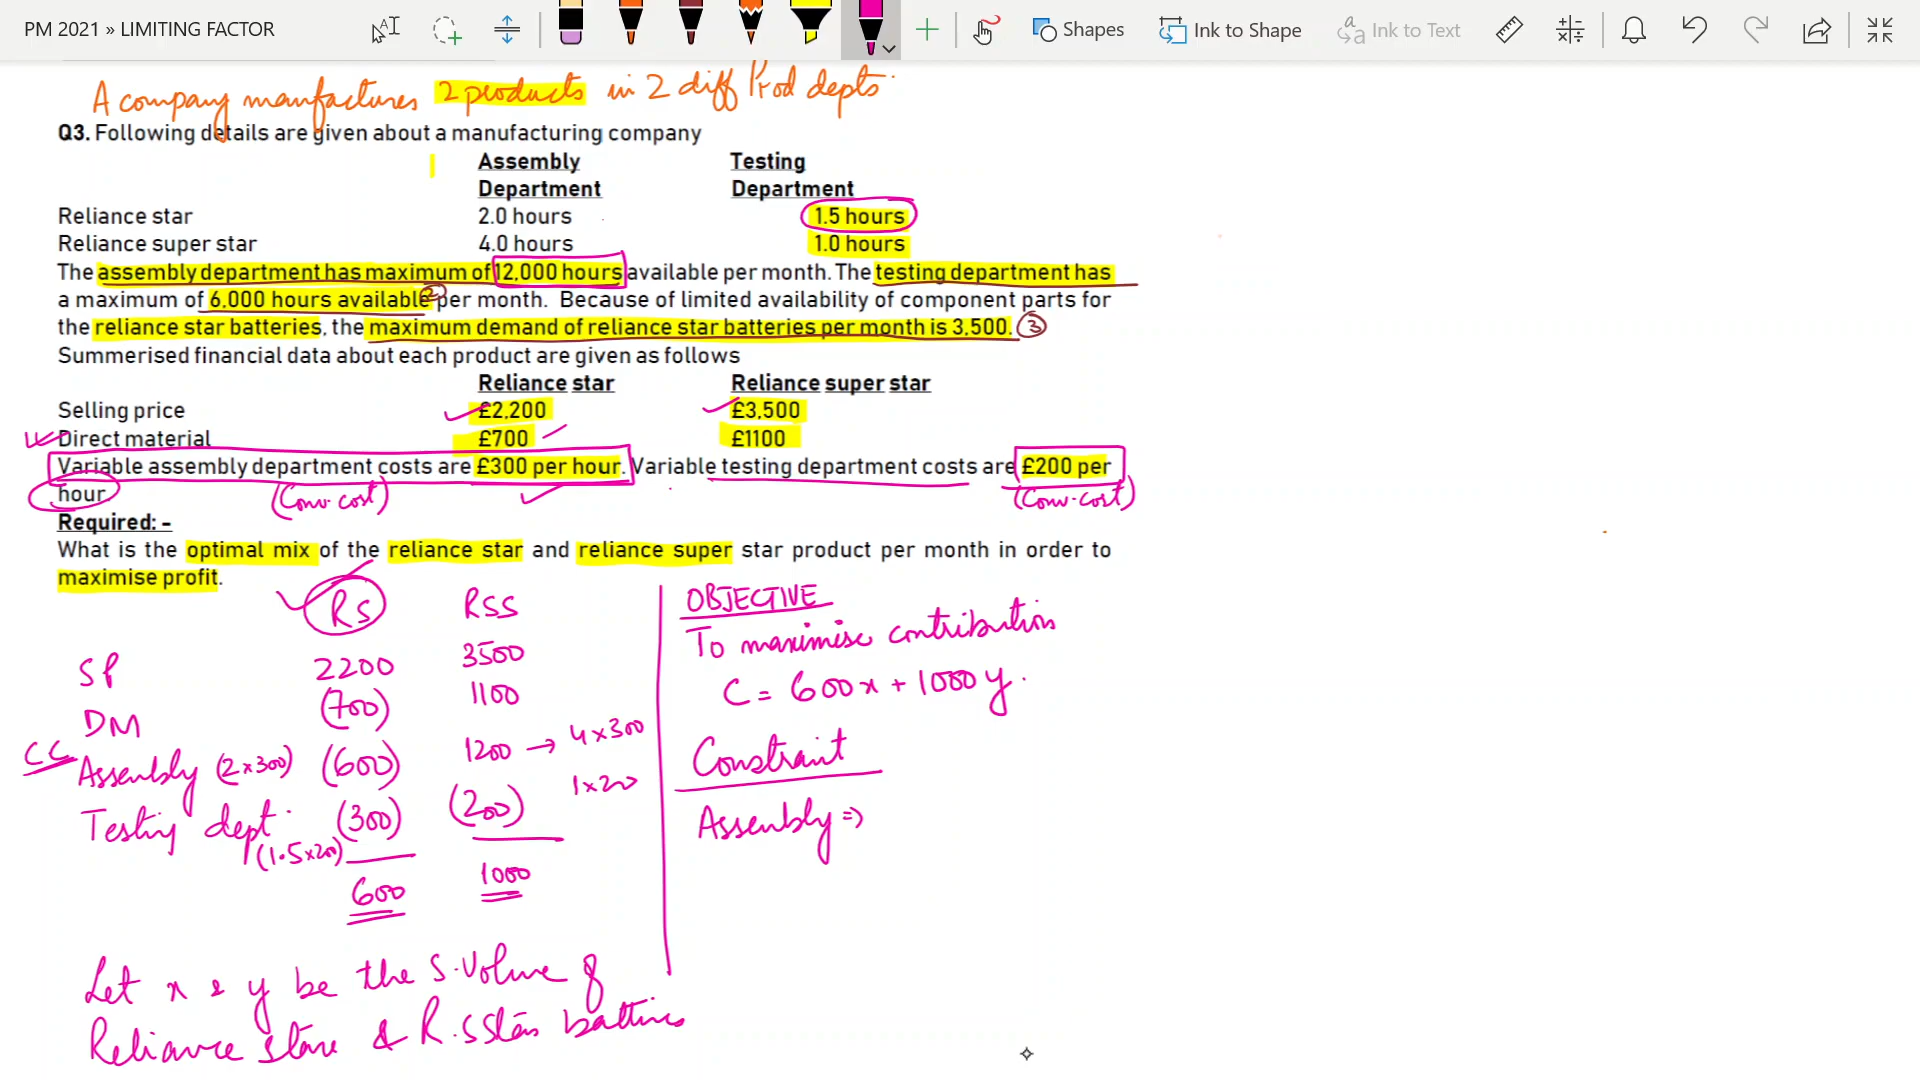 PM 2021 » LIMITING FACTOR
Shapes
Ink to Shape
Ink to Text
A company manfactures 2 products in 2 diff Prod depts.
Q3. Following details are given about a manufacturing company
Assembly Testing
Department Department
Reliance star 2.0 hours 1.5 hours
Reliance super star 4.0 hours 1.0 hours
The assembly department has maximum of 12,000 hours available per month. The testing department has
a maximum of 6,000 hours available ② per month. Because of limited availability of component parts for
the reliance star batteries, the maximum demand of reliance star batteries per month is 3,500. ③
Summerised financial data about each product are given as follows
Reliance star Reliance super star
Selling price £2,200 £3,500
Direct material £700 £1100
Variable assembly department costs are £300 per hour. Variable testing department costs are £200 per
hour (Conv. cost) (Conv. cost)
Required: -
What is the optimal mix of the reliance star and reliance super star product per month in order to
maximise profit.
RS RSS
SP 2200 3500
DM (700) 1100
CC Assembly (2x300) (600) 1200 → 4x300
Testing dept. (300) (200) 1x200
(1.5x200)
600 1000
Let x & y be the S.Volume of
Reliance stare & R.SStar batteries
OBJECTIVE
To maximise contribution
C = 600x + 1000y.
Constraint
Assembly ⇒